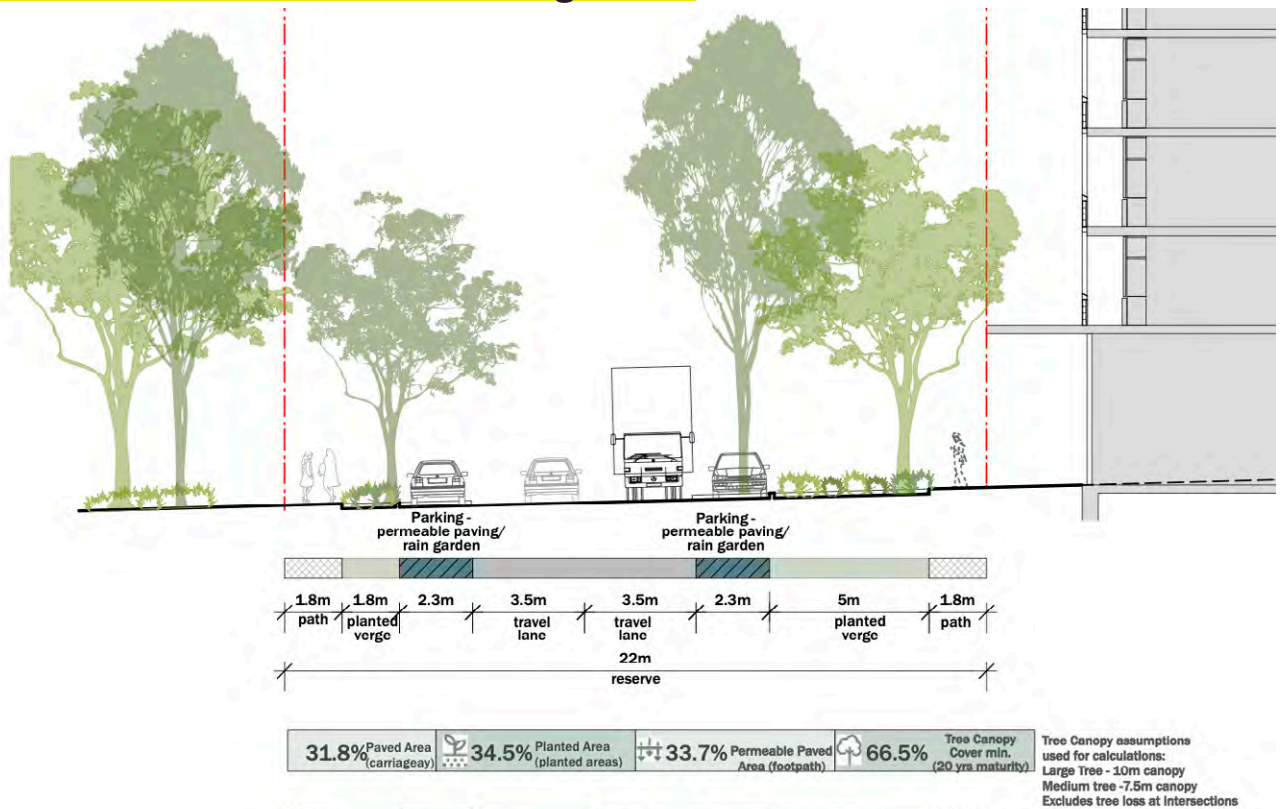 Parking -
permeable paving/
rain garden
Parking -
permeable paving/
rain garden
1.8m
path
1.8m
planted
verge
2.3m
3.5m
travel
lane
3.5m
travel
lane
2.3m
5m
planted
verge
1.8m
path
22m
reserve
31.8% Paved Area
(carriageay)
34.5% Planted Area
(planted areas)
33.7% Permeable Paved
Area (footpath)
66.5% Tree Canopy
Cover min.
(20 yrs maturity)
Tree Canopy assumptions
used for calculations:
Large Tree - 10m canopy
Medium tree -7.5m canopy
Excludes tree loss at intersections